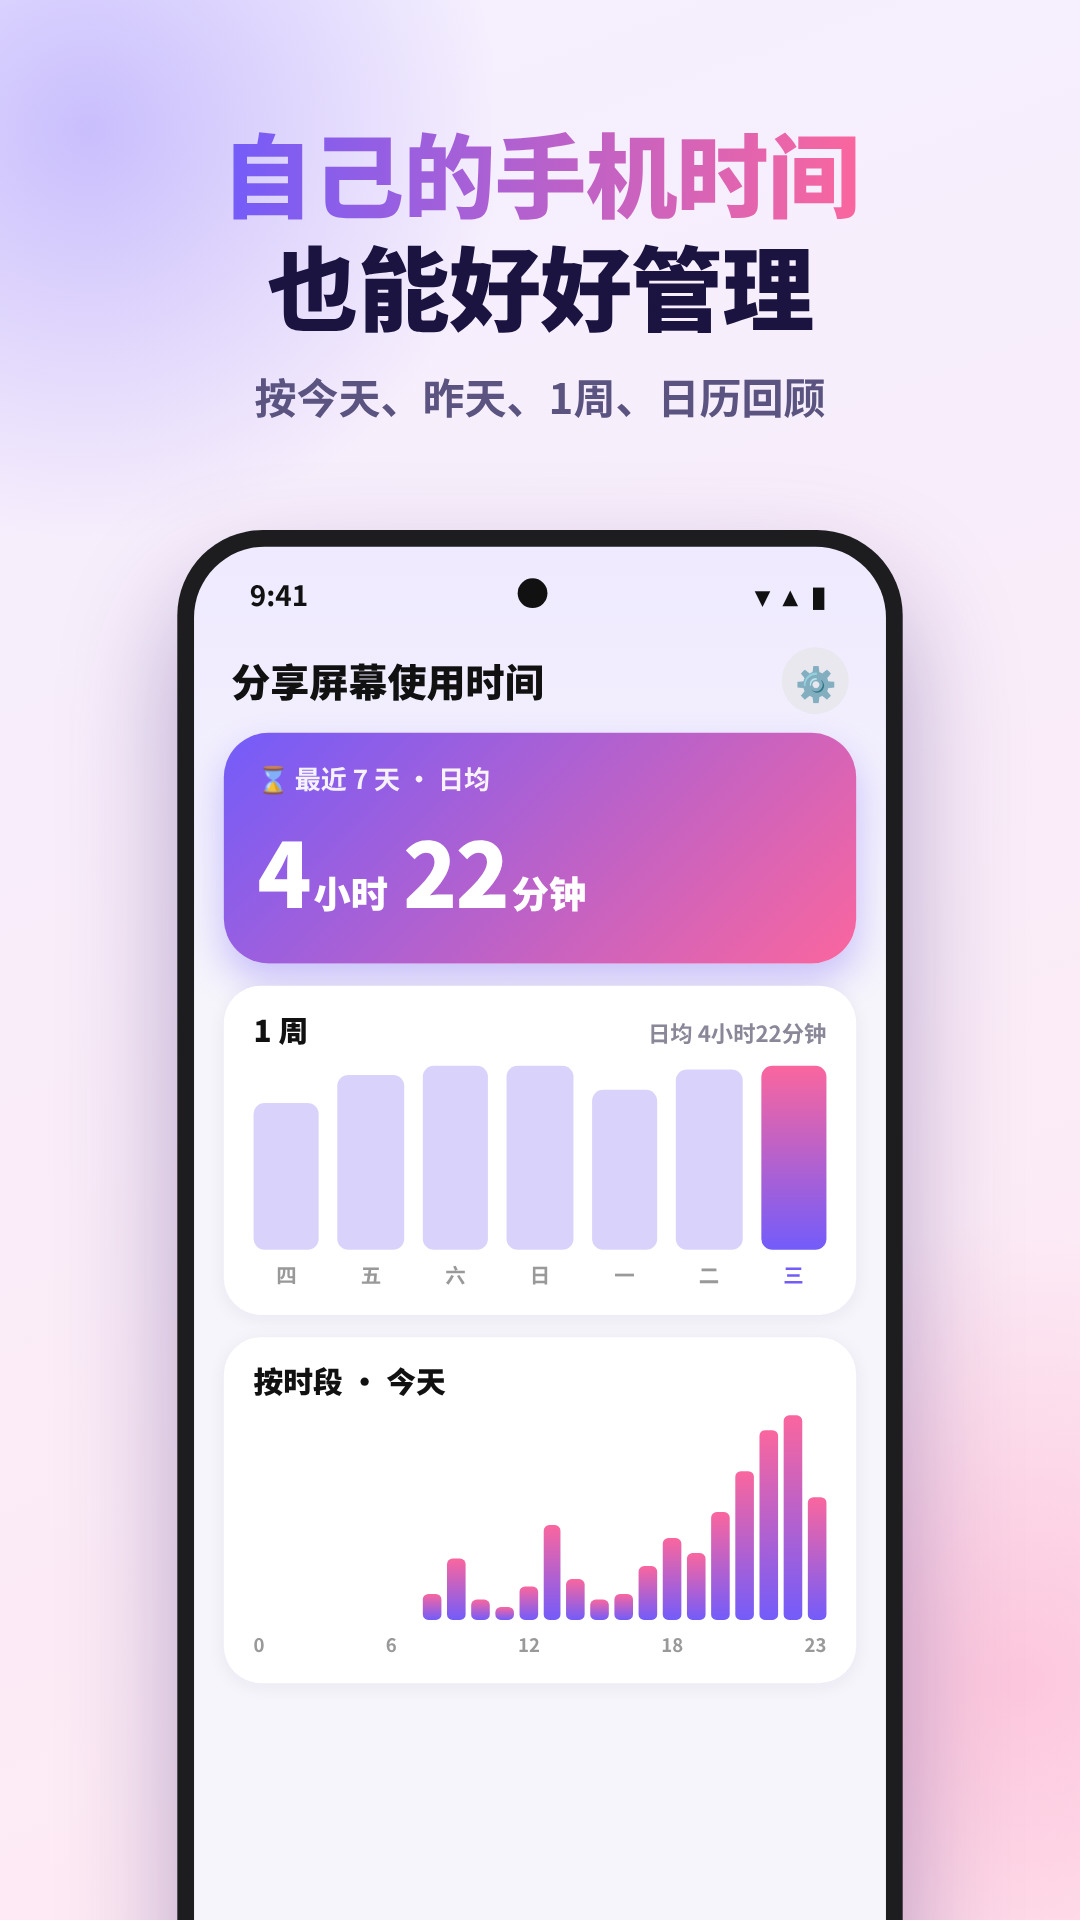 自己的手机时间
也能好好管理
按今天、昨天、1周、日历回顾
9:41
分享屏幕使用时间
最近 7 天 · 日均
4小时 22分钟
1 周
日均 4小时22分钟
四 五 六 日 一 二 三
按时段 · 今天
0 6 12 18 23